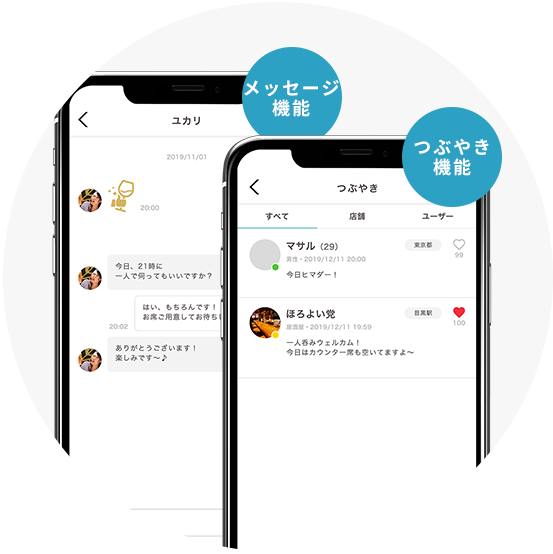 メッセージ
機能
つぶやき
機能
ユカリ
2019/11/01
20:00
今日、21時に
一人で伺ってもいいですか？
はい、もちろんです！
お席ご用意してお待ちし
20:02
ありがとうございます！
楽しみです〜♪
つぶやき
すべて
店舗
ユーザー
マサル（29）
東京都
男性・2019/12/11 20:00
99
今日ヒマダー！
ほろよい党
目黒駅
居酒屋・2019/12/11 19:59
100
一人呑みウェルカム！
今日はカウンター席も空いてますよ〜